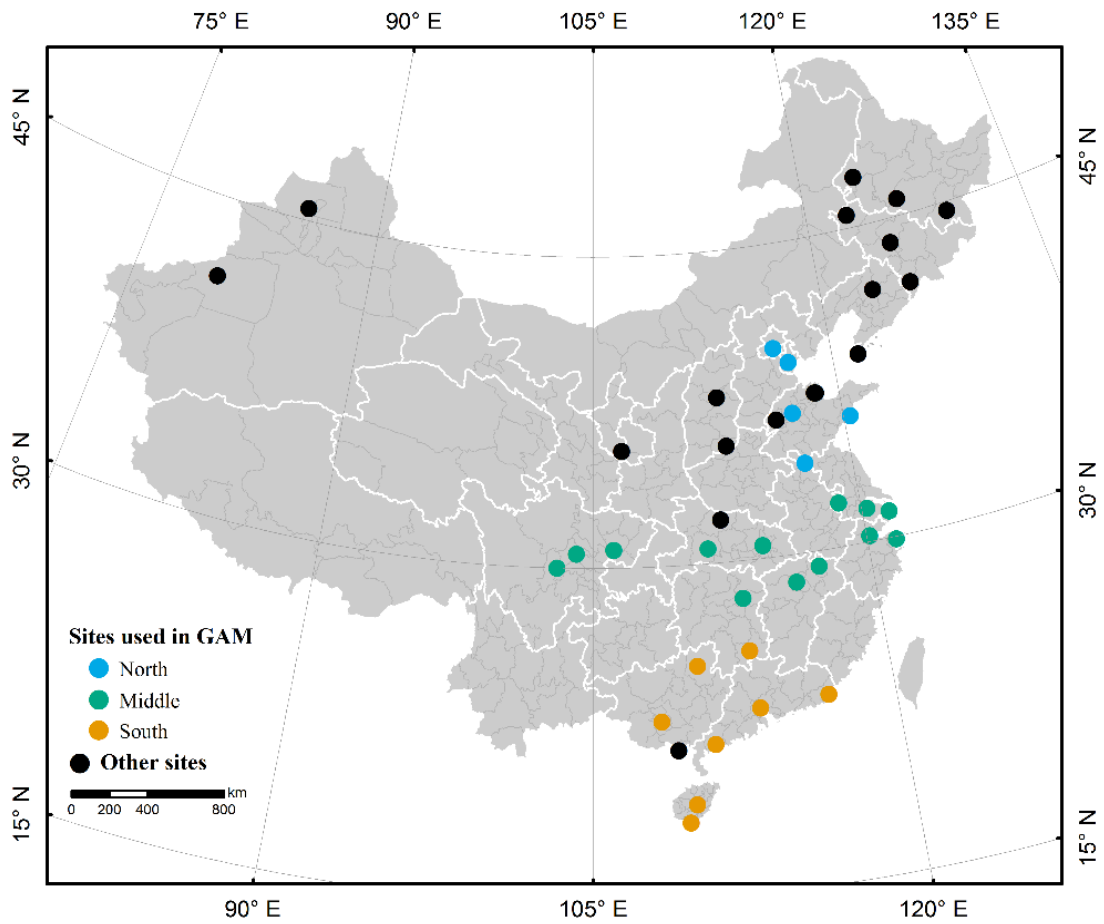 75° E 90° E 105° E 120° E 135° E
45° N
45° N
30° N
30° N
Sites used in GAM
North
Middle
South
Other sites
km
0 200 400 800
15° N
15° N
90° E 105° E 120° E